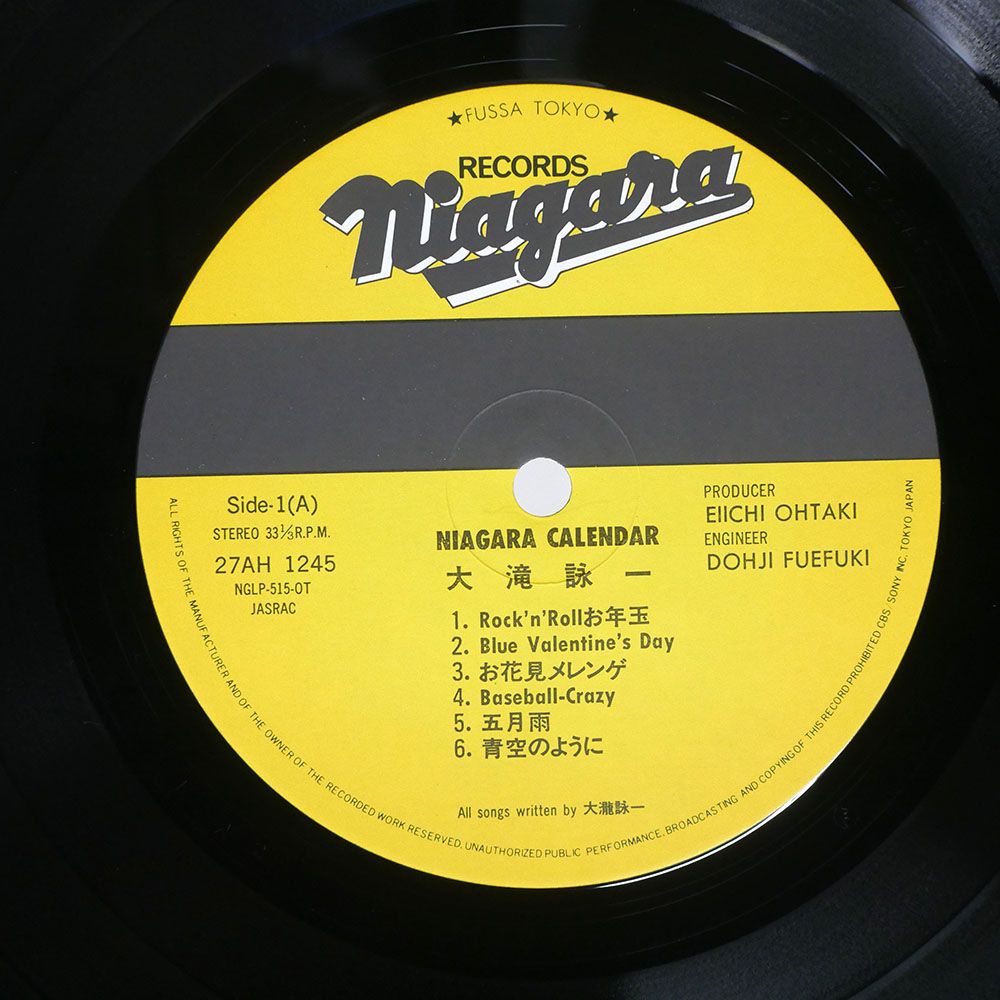 ★FUSSA TOKYO★
RECORDS
Niagara
Side-1(A)
STEREO 33⅓R.P.M.
27AH 1245
NGLP-515-OT
JASRAC
PRODUCER
EIICHI OHTAKI
ENGINEER
DOHJI FUEFUKI
NIAGARA CALENDAR
大滝詠一
1. Rock'n'Rollお年玉
2. Blue Valentine's Day
3. お花見メレンゲ
4. Baseball-Crazy
5. 五月雨
6. 青空のように
All songs written by 大瀧詠一
ALL RIGHTS OF THE MANUFACTURER AND OF THE OWNER OF THE RECORDED WORK RESERVED. UNAUTHORIZED PUBLIC PERFORMANCE, BROADCASTING AND COPYING OF THIS RECORD PROHIBITED CBS/SONY INC. TOKYO JAPAN